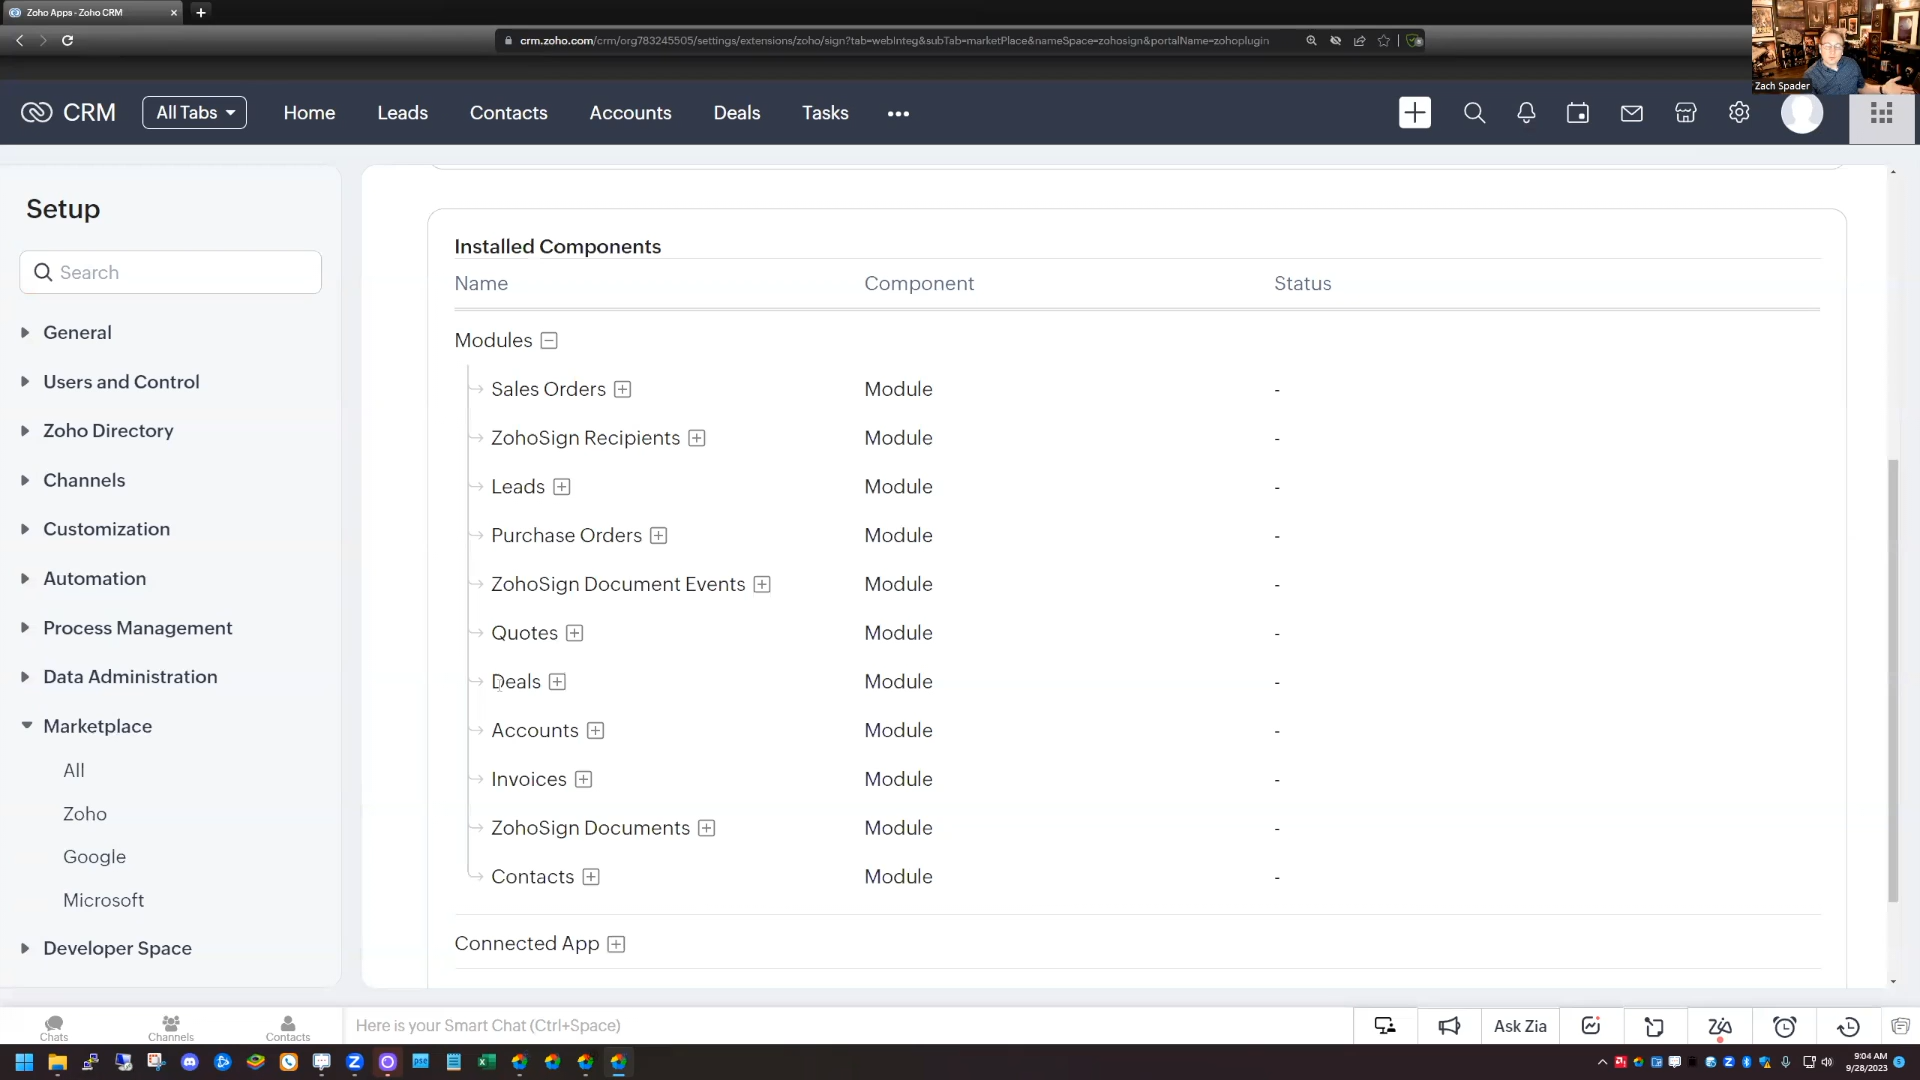 Zoho Apps - Zoho CRM
crm.zoho.com/crm/org783245505/settings/extensions/zoho/sign?tab=webInteg&subTab=marketPlace&nameSpace=zohosign&portalName=zohoplugin
Zach Spader
CRM
All Tabs
Home
Leads
Contacts
Accounts
Deals
Tasks
Setup
Search
General
Users and Control
Zoho Directory
Channels
Customization
Automation
Process Management
Data Administration
Marketplace
All
Zoho
Google
Microsoft
Developer Space
Installed Components
Name Component Status
Modules
Sales Orders Module -
ZohoSign Recipients Module -
Leads Module -
Purchase Orders Module -
ZohoSign Document Events Module -
Quotes Module -
Deals Module -
Accounts Module -
Invoices Module -
ZohoSign Documents Module -
Contacts Module -
Connected App
Chats
Channels
Contacts
Here is your Smart Chat (Ctrl+Space)
Ask Zia
9:04 AM
9/28/2023